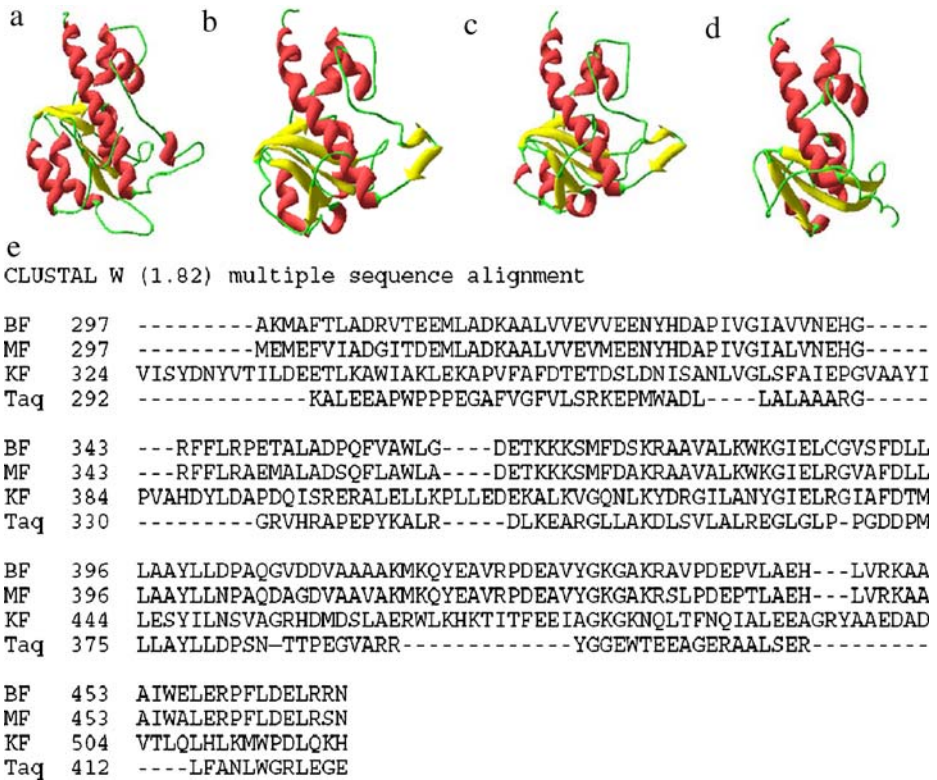 a b c d
e
CLUSTAL W (1.82) multiple sequence alignment
BF 297 ---------AKMAFTLADRVTEEMLADKAALVVEVVEENYHDAPIVGIAVVNEHG-----
MF 297 ---------MEMEFVIADGITDEMLADKAALVVEVMEENYHDAPIVGIALVNEHG-----
KF 324 VISYDNYVTILDEETLKAWIAKLEKAPVFAFDTETDSLDNISANLVGLSFAIEPGVAAYI
Taq 292 -------------KALEEAPWPPPEGAFVGFVLSRKEPMWADL----LALAAARG-----
BF 343 ---RFFLRPETALADPQFVAWLG----DETKKKSMFDSKRAAVALKWKGIELCGVSFDLL
MF 343 ---RFFLRAEMALADSQFLAWLA----DETKKKSMFDAKRAAVALKWKGIELRGVAFDLL
KF 384 PVAHDYLDAPDQISRERALELLKPLLEDEKALKVGQNLKYDRGILANYGIELRGIAFDTM
Taq 330 ---------GRVHRAPEPYKALR-----DLKEARGLLAKDLSVLALREGLGLP-PGDDPM
BF 396 LAAYLLDPAQGVDDVAAAAKMKQYEAVRPDEAVYGKGAKRAVPDEPVLAEH---LVRKAA
MF 396 LAAYLLNPAQDAGDVAAVAKMKQYEAVRPDEAVYGKGAKRSLPDEPTLAEH---LVRKAA
KF 444 LESYILNSVAGRHDMDSLAERWLKHKTITFEEIAGKGKNQLTFNQIALEEAGRYAAEDAD
Taq 375 LLAYLLDPSN–TTPEGVARR-------------YGGEWTEEAGERAALSER---------
BF 453 AIWELERPFLDELRRN
MF 453 AIWALERPFLDELRSN
KF 504 VTLQLHLKMWPDLQKH
Taq 412 ----LFANLWGRLEGE